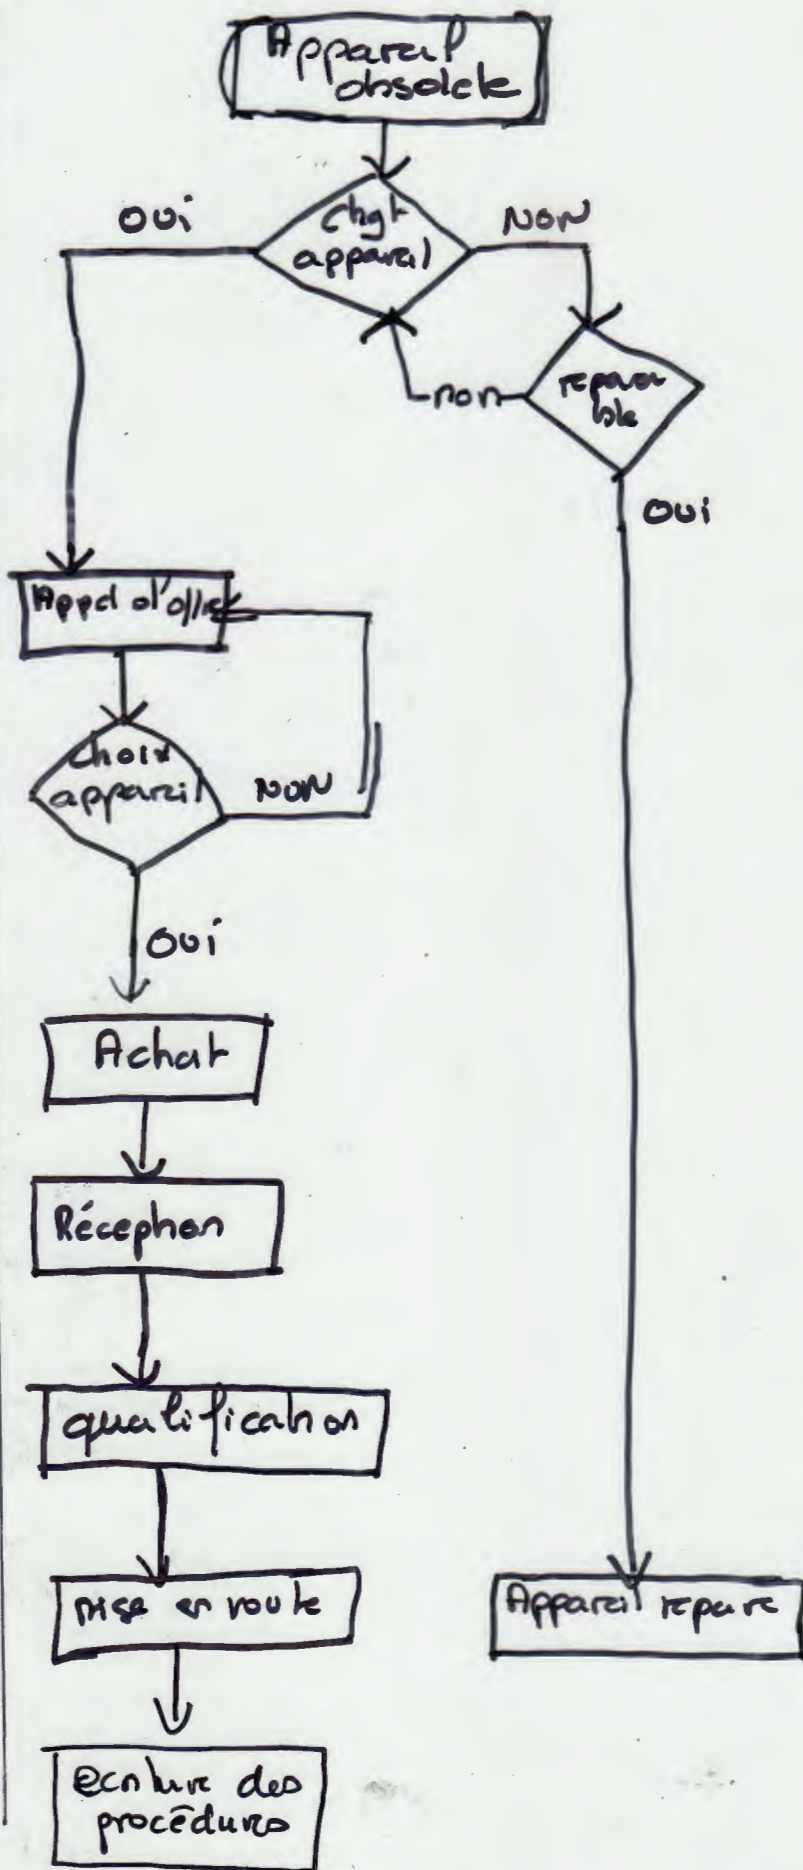 Appareil
obsolete
OUi
chgt
appareil
NON
repara
ble
non
OUi
Appel d'offre
choix
appareil
NON
OUi
Achat
Réception
qualification
mise en route
Appareil repare
ecriture des
procédures